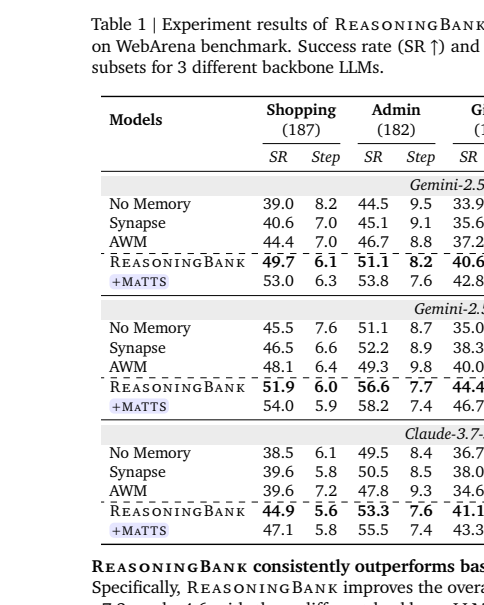 Table 1 | Experiment results of REASONINGBANK
on WebArena benchmark. Success rate (SR ↑) and
subsets for 3 different backbone LLMs.
Models Shopping (187) Admin (182)
SR Step SR Step SR
Gemini-2.5
No Memory 39.0 8.2 44.5 9.5 33.9
Synapse 40.6 7.0 45.1 9.1 35.6
AWM 44.4 7.0 46.7 8.8 37.2
REASONINGBANK 49.7 6.1 51.1 8.2 40.6
+MATTS 53.0 6.3 53.8 7.6 42.8
Gemini-2.5
No Memory 45.5 7.6 51.1 8.7 35.0
Synapse 46.5 6.6 52.2 8.9 38.3
AWM 48.1 6.4 49.3 9.8 40.0
REASONINGBANK 51.9 6.0 56.6 7.7 44.4
+MATTS 54.0 5.9 58.2 7.4 46.7
Claude-3.7-
No Memory 38.5 6.1 49.5 8.4 36.7
Synapse 39.6 5.8 50.5 8.5 38.0
AWM 39.6 7.2 47.8 9.3 34.6
REASONINGBANK 44.9 5.6 53.3 7.6 41.1
+MATTS 47.1 5.8 55.5 7.4 43.3
REASONINGBANK consistently outperforms bas
Specifically, REASONINGBANK improves the overa